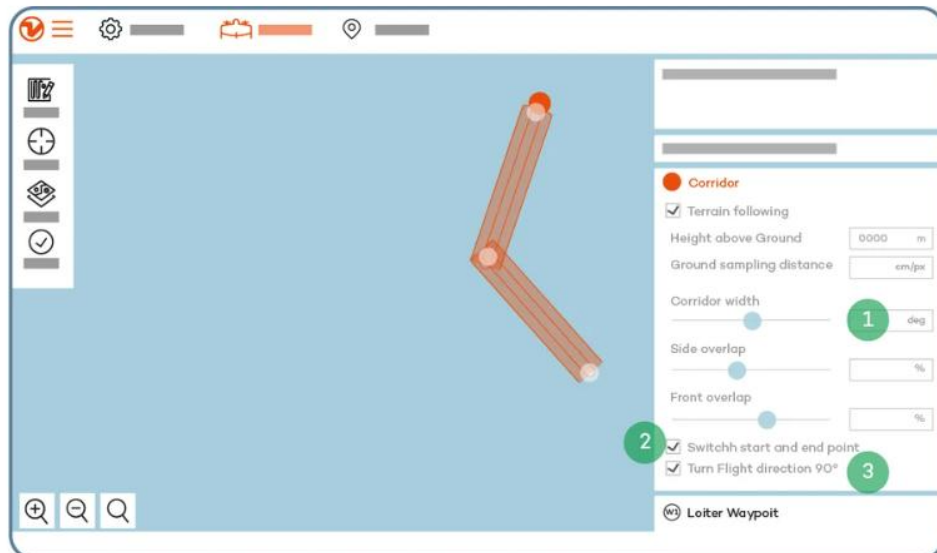 Corridor
Terrain following
Height above Ground 0000 m
Ground sampling distance cm/px
Corridor width
1 deg
Side overlap
%
Front overlap
%
2 Switchh start and end point
Turn Flight direction 90° 3
W1 Loiter Waypoit